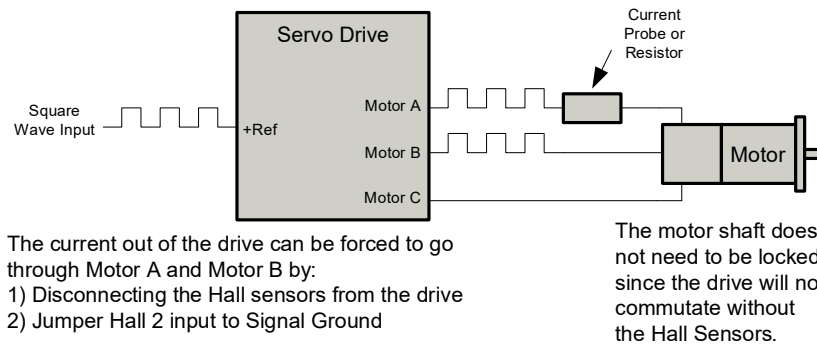 Servo Drive
Current
Probe or
Resistor
Square
Wave Input
+Ref
Motor A
Motor B
Motor C
Motor
The current out of the drive can be forced to go
through Motor A and Motor B by:
1) Disconnecting the Hall sensors from the drive
2) Jumper Hall 2 input to Signal Ground
The motor shaft does
not need to be locked
since the drive will no
commutate without
the Hall Sensors.